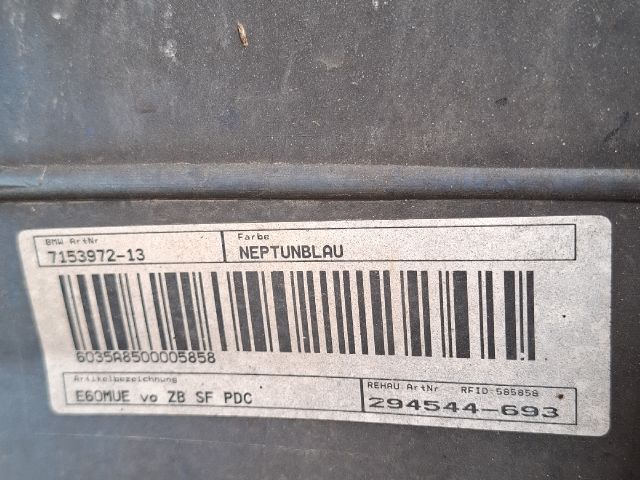 BMW ArtNr Farbe
7153972-13 NEPTUNBLAU
6035A8500005858
Artikelbezeichnung REHAU ArtNr RFID-585858
E60MUE vo ZB SF PDC 294544-693